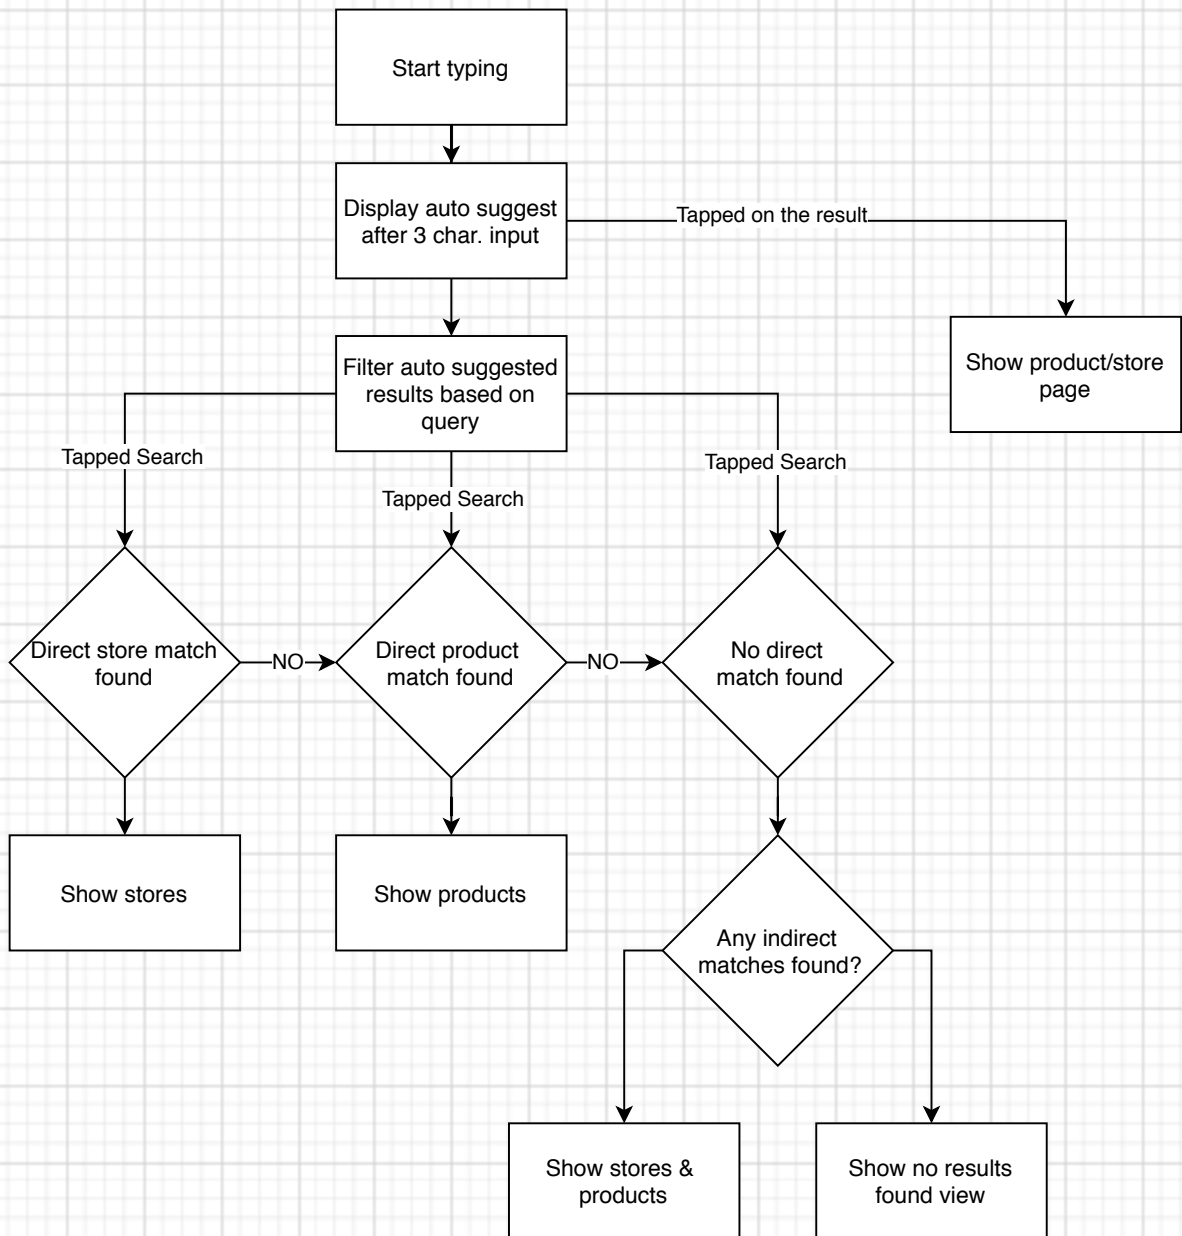 Start typing
Display auto suggest
after 3 char. input
Tapped on the result
Show product/store
page
Filter auto suggested
results based on
query
Tapped Search
Tapped Search
Tapped Search
Direct store match
found
NO
Direct product
match found
NO
No direct
match found
Show stores
Show products
Any indirect
matches found?
Show stores &
products
Show no results
found view